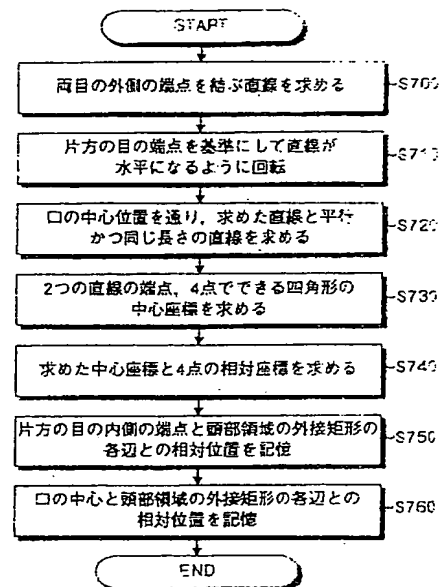 START
両目の外側の端点を結ぶ直線を求める
S700
片方の目の端点を基準にして直線が
水平になるように回転
S710
口の中心位置を通り，求めた直線と平行
かつ同じ長さの直線を求める
S720
2つの直線の端点，4点でできる四角形の
中心座標を求める
S730
求めた中心座標と4点の相対座標を求める
S740
片方の目の内側の端点と頭部領域の外接矩形の
各辺との相対位置を記憶
S750
口の中心と頭部領域の外接矩形の各辺との
相対位置を記憶
S760
END